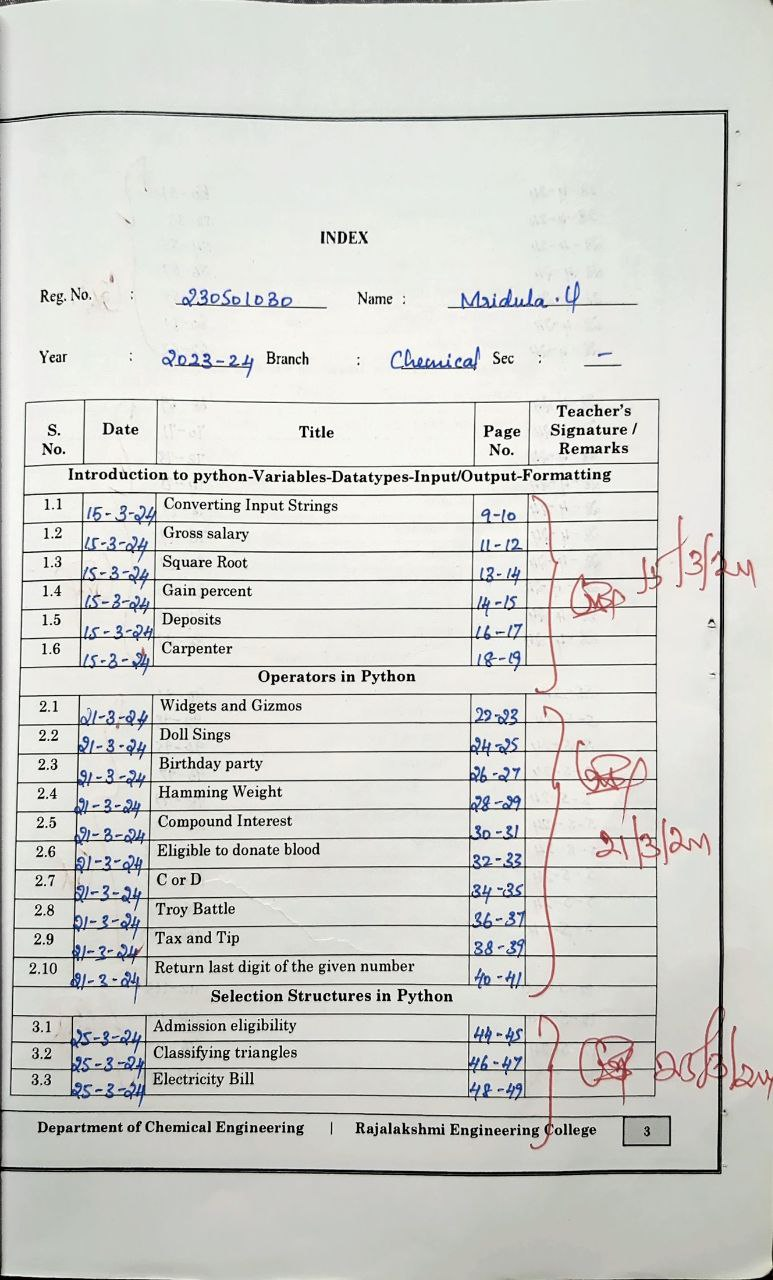 INDEX
Reg. No. : 230501030 Name : Mridula.Y
Year : 2023-24 Branch : Chemical Sec : -
S. No. Date Title Page No. Teacher's Signature / Remarks
Introduction to python-Variables-Datatypes-Input/Output-Formatting
1.1 15-3-24 Converting Input Strings 9-10
1.2 15-3-24 Gross salary 11-12
1.3 15-3-24 Square Root 13-14
1.4 15-3-24 Gain percent 14-15
1.5 15-3-24 Deposits 16-17
1.6 15-3-24 Carpenter 18-19
15/3/24
Operators in Python
2.1 21-3-24 Widgets and Gizmos 22-23
2.2 21-3-24 Doll Sings 24-25
2.3 21-3-24 Birthday party 26-27
2.4 21-3-24 Hamming Weight 28-29
2.5 21-3-24 Compound Interest 30-31
2.6 21-3-24 Eligible to donate blood 32-33
2.7 21-3-24 C or D 34-35
2.8 21-3-24 Troy Battle 36-37
2.9 21-3-24 Tax and Tip 38-39
2.10 21-3-24 Return last digit of the given number 40-41
21/3/24
Selection Structures in Python
3.1 25-3-24 Admission eligibility 44-45
3.2 25-3-24 Classifying triangles 46-47
3.3 25-3-24 Electricity Bill 48-49
25/3/24
Department of Chemical Engineering | Rajalakshmi Engineering College 3